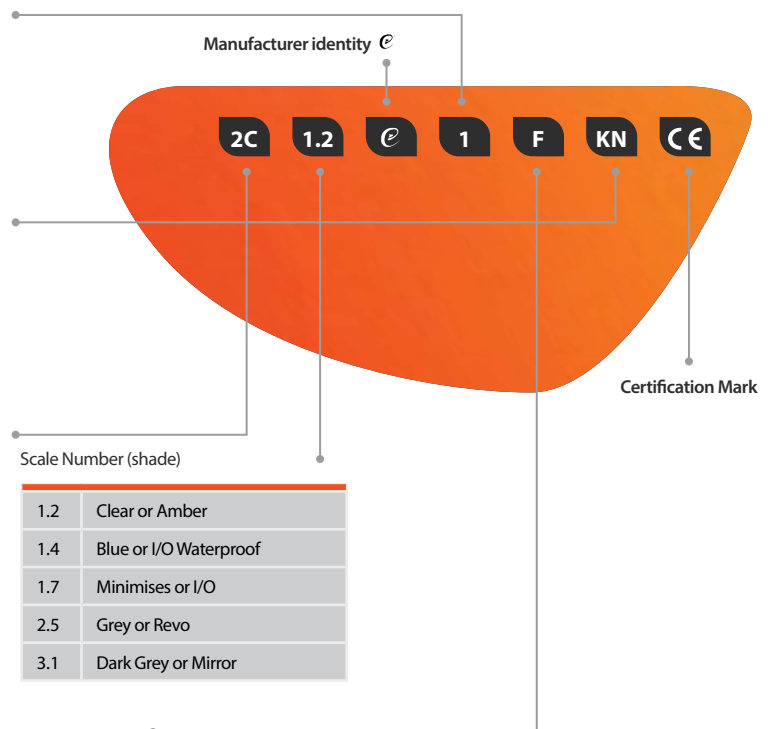 Manufacturer identity e
2C 1.2 e 1 F KN CE
Certification Mark
Scale Number (shade)
1.2 Clear or Amber
1.4 Blue or I/O Waterproof
1.7 Minimises or I/O
2.5 Grey or Revo
3.1 Dark Grey or Mirror